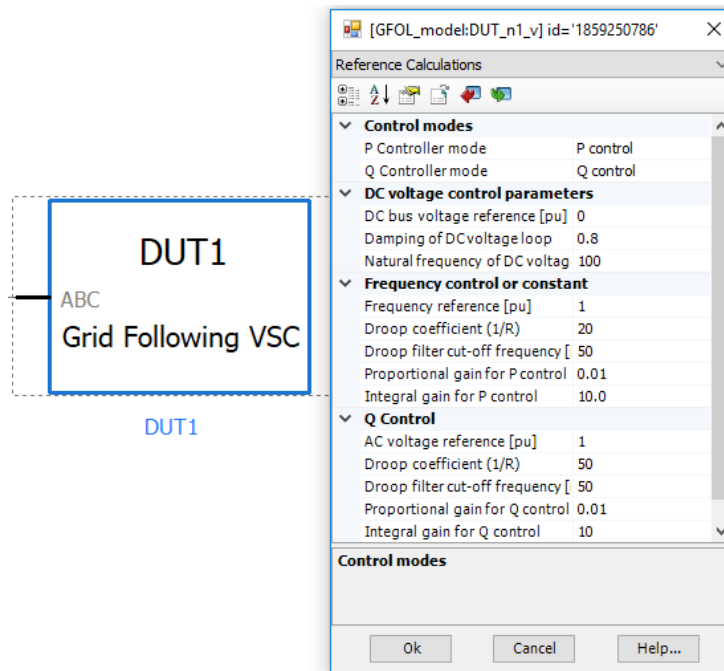 [GFOL_model:DUT_n1_v] id='1859250786'
Reference Calculations
Control modes
P Controller mode P control
Q Controller mode Q control
DC voltage control parameters
DC bus voltage reference [pu] 0
Damping of DC voltage loop 0.8
Natural frequency of DC voltag 100
Frequency control or constant
Frequency reference [pu] 1
Droop coefficient (1/R) 20
Droop filter cut-off frequency [ 50
Proportional gain for P control 0.01
Integral gain for P control 10.0
Q Control
AC voltage reference [pu] 1
Droop coefficient (1/R) 50
Droop filter cut-off frequency [ 50
Proportional gain for Q control 0.01
Integral gain for Q control 10
Control modes
Ok Cancel Help...
DUT1
ABC
Grid Following VSC
DUT1